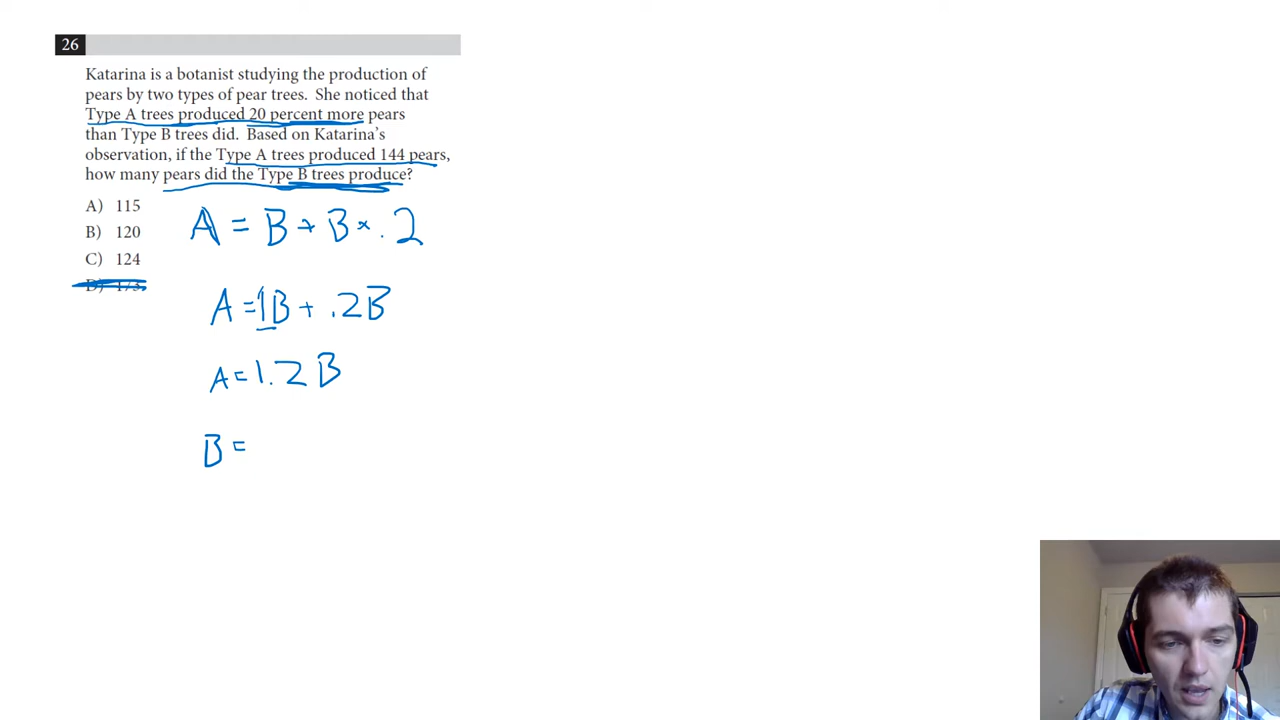 26
Katarina is a botanist studying the production of
pears by two types of pear trees. She noticed that
Type A trees produced 20 percent more pears
than Type B trees did. Based on Katarina's
observation, if the Type A trees produced 144 pears,
how many pears did the Type B trees produce?
A) 115
B) 120
C) 124
D) 173
A = B + B * .2
A = 1B + .2B
A = 1.2B
B =